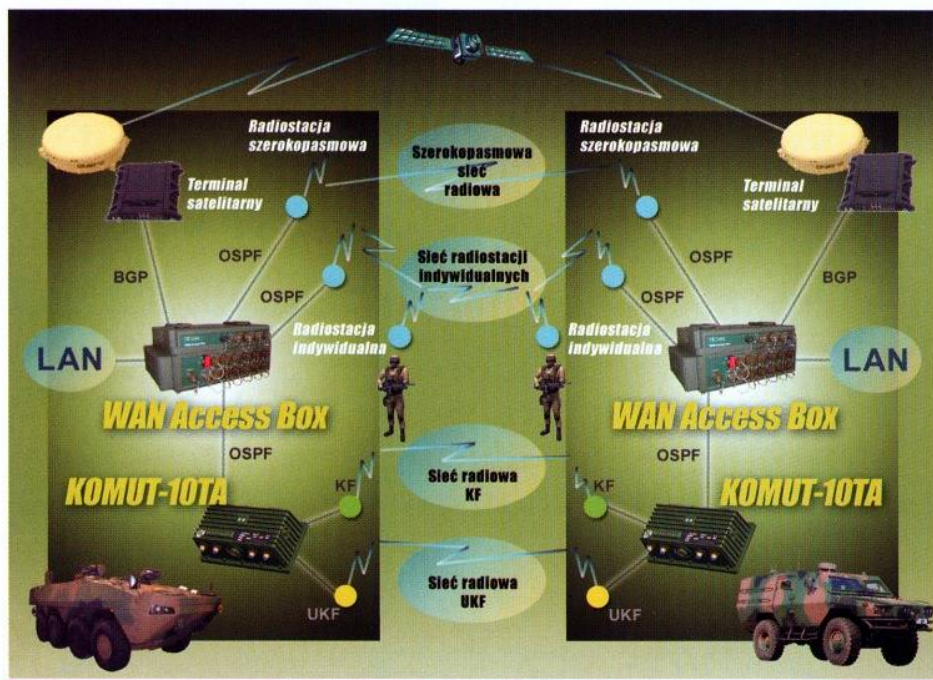 Radiostacja
szerokopasmowa
Terminal
satelitarny
BGP
OSPF
OSPF
LAN
Radiostacja
indywidualna
WAN Access Box
OSPF
KOMUT-10TA
KF
UKF
Szerokopasmowa
sieć
radiowa
Sieć radiostacji
indywidualnych
Sieć radiowa
KF
Sieć radiowa
UKF
Radiostacja
szerokopasmowa
Terminal
satelitarny
OSPF
BGP
OSPF
Radiostacja
indywidualna
LAN
WAN Access Box
OSPF
KOMUT-10TA
KF
UKF